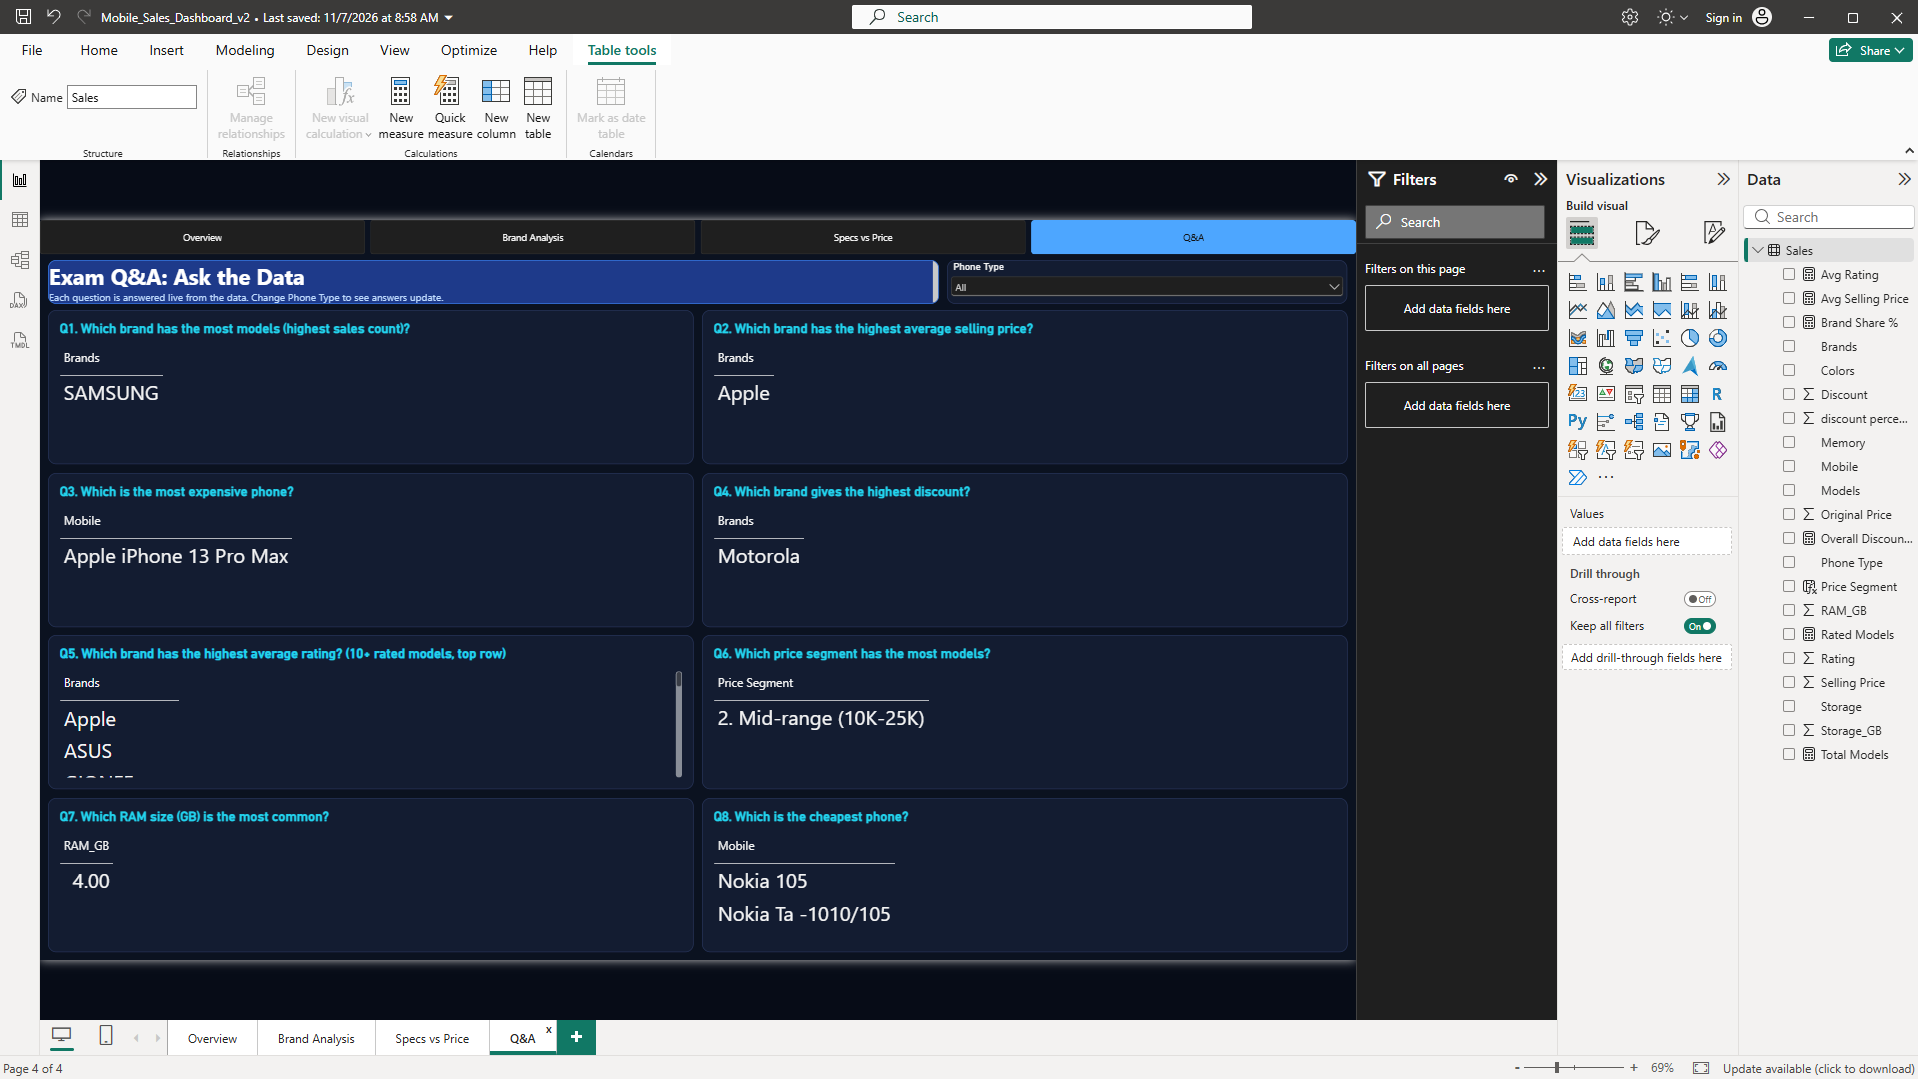 Mobile_Sales_Dashboard_v2 • Last saved: 11/7/2026 at 8:58 AM
Search
Sign in
File Home Insert Modeling Design View Optimize Help Table tools
Share
Name Sales
Structure
Manage relationships
Relationships
New visual calculation
New measure
Quick measure
New column
New table
Calculations
Mark as date table
Calendars
Overview
Brand Analysis
Specs vs Price
Q&A
Exam Q&A: Ask the Data
Each question is answered live from the data. Change Phone Type to see answers update.
Phone Type
All
Q1. Which brand has the most models (highest sales count)?
Brands
SAMSUNG
Q2. Which brand has the highest average selling price?
Brands
Apple
Q3. Which is the most expensive phone?
Mobile
Apple iPhone 13 Pro Max
Q4. Which brand gives the highest discount?
Brands
Motorola
Q5. Which brand has the highest average rating? (10+ rated models, top row)
Brands
Apple
ASUS
Q6. Which price segment has the most models?
Price Segment
2. Mid-range (10K-25K)
Q7. Which RAM size (GB) is the most common?
RAM_GB
4.00
Q8. Which is the cheapest phone?
Mobile
Nokia 105
Nokia Ta -1010/105
Filters
Search
Filters on this page
...
Add data fields here
Filters on all pages
...
Add data fields here
Visualizations
Build visual
123
R
Py
...
Values
Add data fields here
Drill through
Cross-report
Off
Keep all filters
On
Add drill-through fields here
Data
Search
Sales
Avg Rating
Avg Selling Price
Brand Share %
Brands
Colors
Discount
discount perce...
Memory
Mobile
Models
Original Price
Overall Discoun...
Phone Type
Price Segment
RAM_GB
Rated Models
Rating
Selling Price
Storage
Storage_GB
Total Models
DAX
TMDL
Overview
Brand Analysis
Specs vs Price
Q&A
x
+
Page 4 of 4
- + 69%
Update available (click to download)